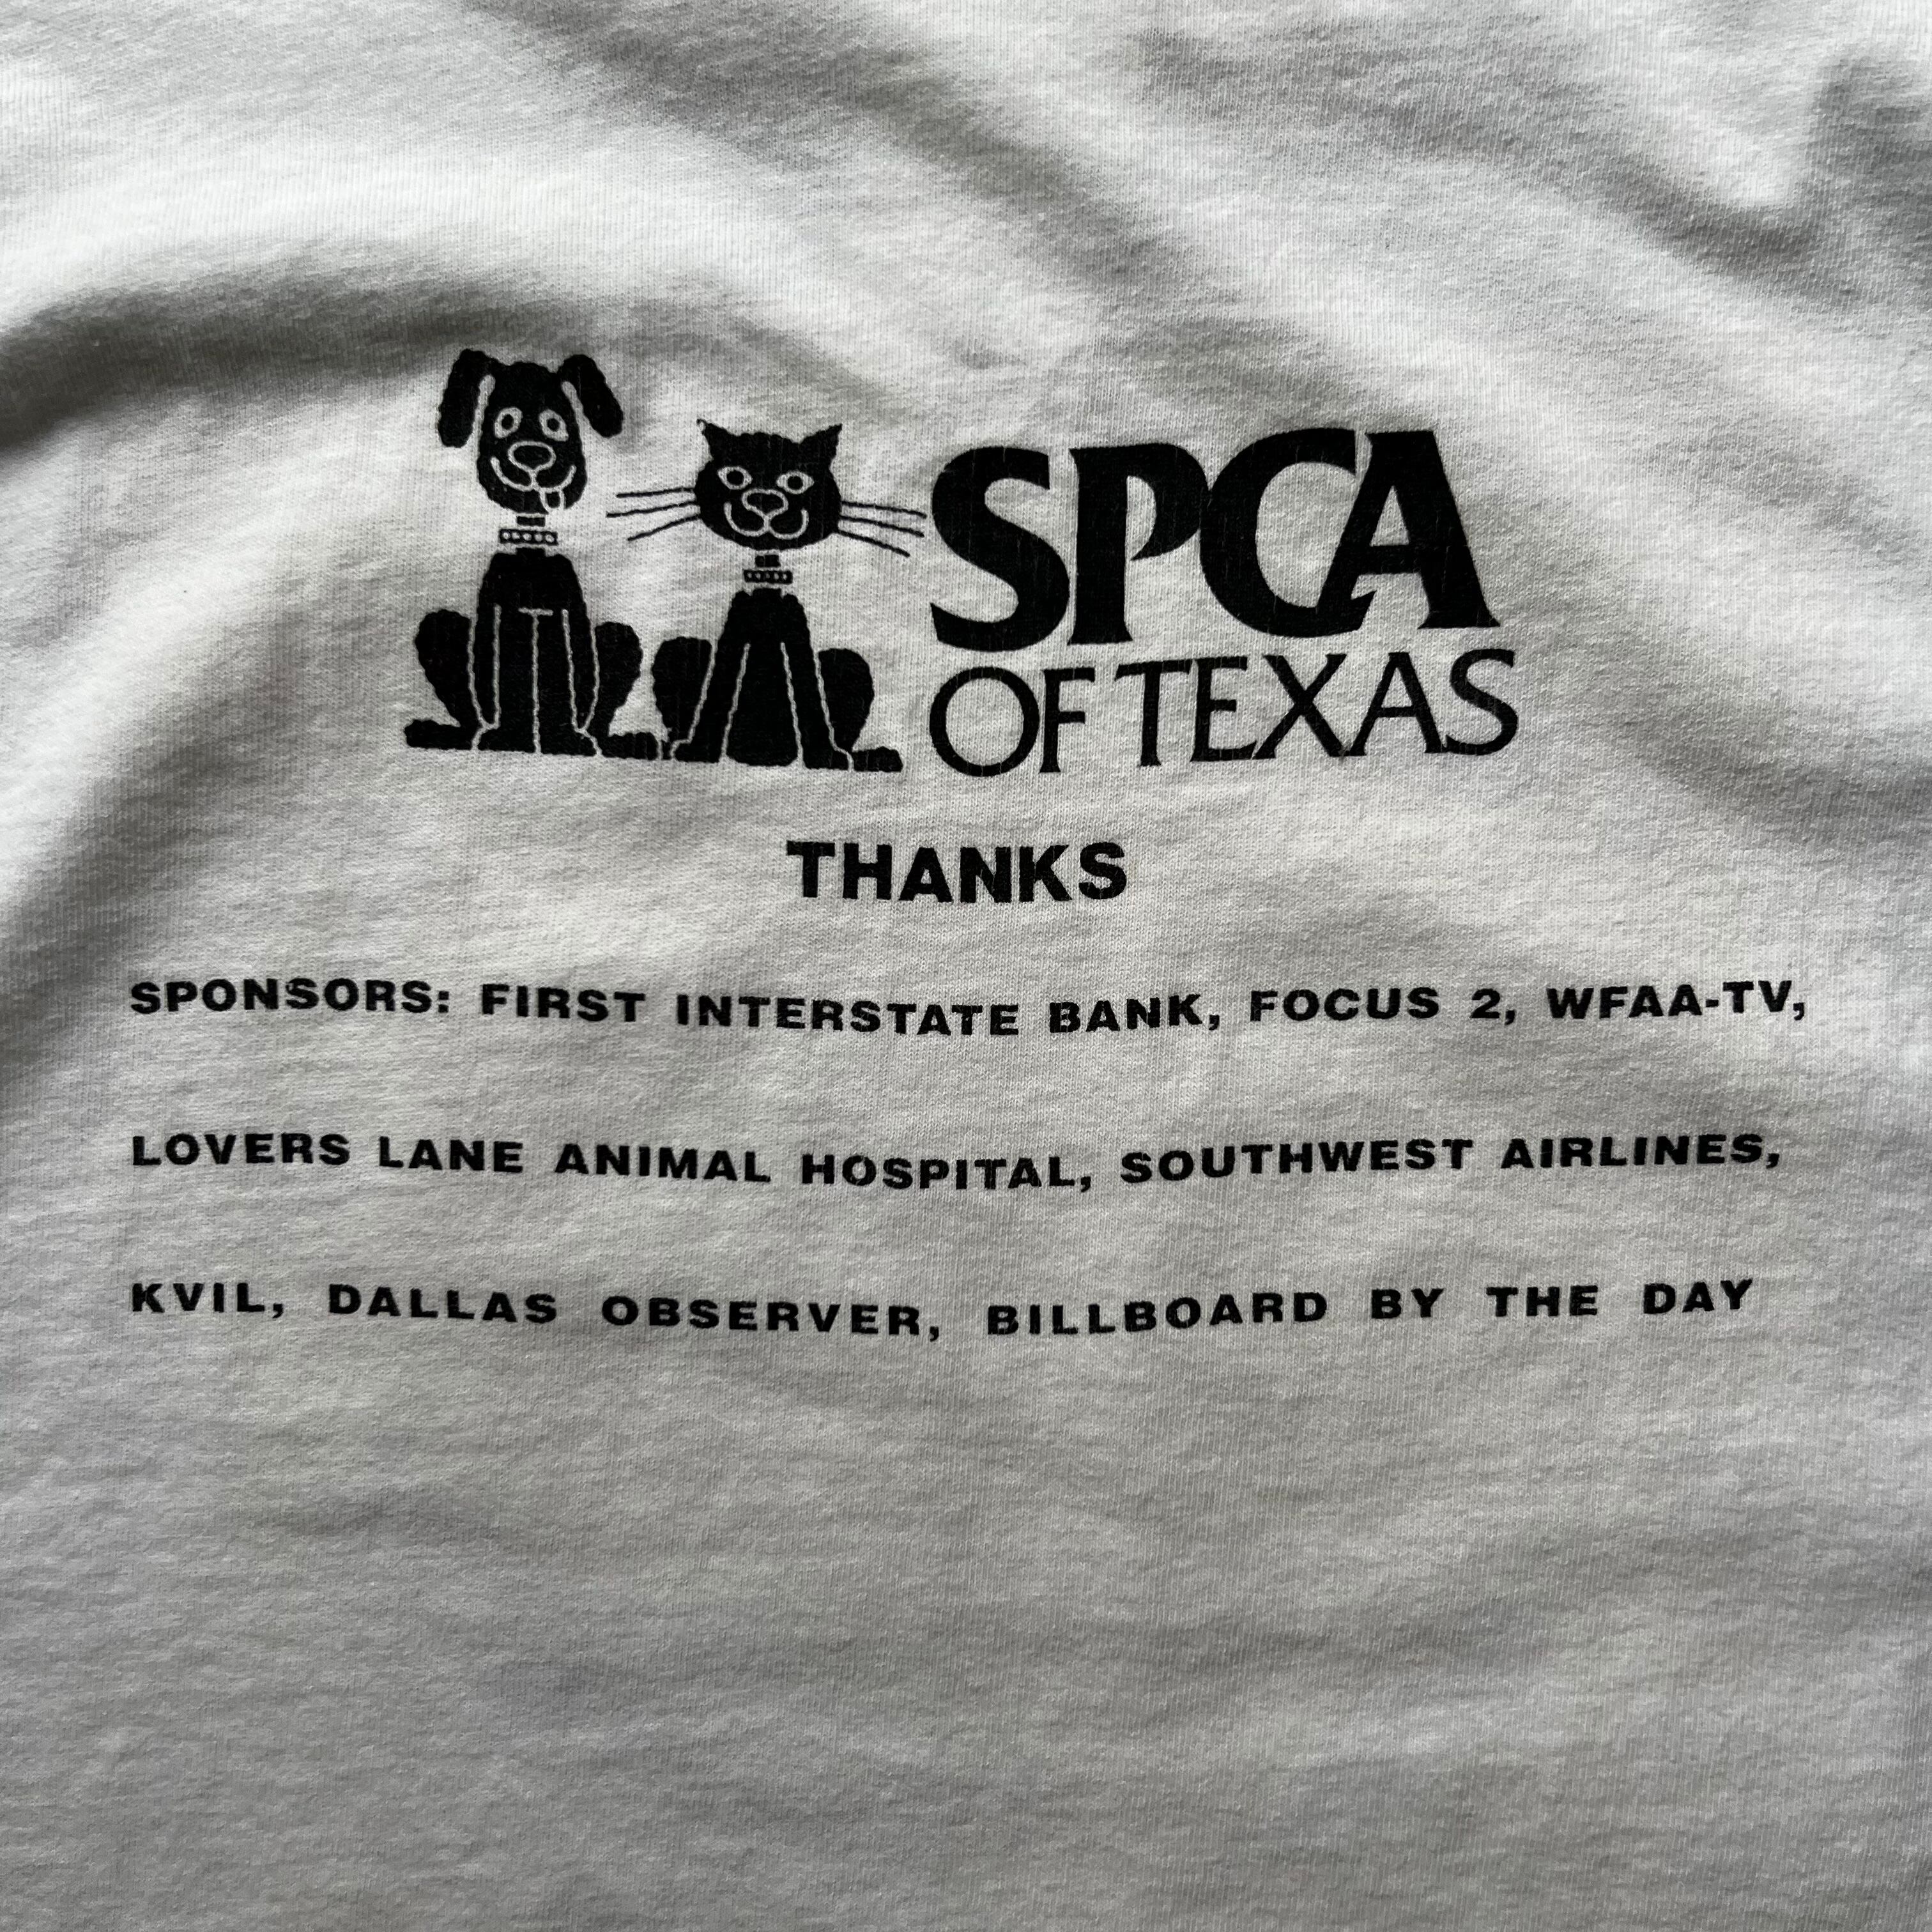 SPCA
OF TEXAS
THANKS
SPONSORS: FIRST INTERSTATE BANK, FOCUS 2, WFAA-TV,
LOVERS LANE ANIMAL HOSPITAL, SOUTHWEST AIRLINES,
KVIL, DALLAS OBSERVER, BILLBOARD BY THE DAY